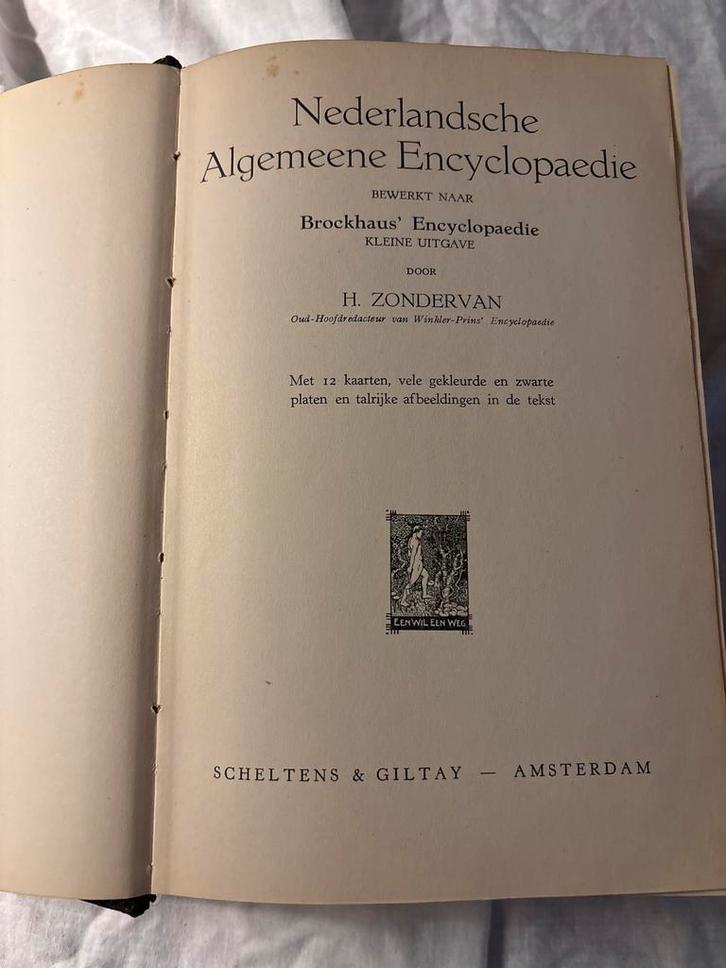 Nederlandsche
Algemeene Encyclopaedie
BEWERKT NAAR
Brockhaus' Encyclopaedie
KLEINE UITGAVE
DOOR
H. ZONDERVAN
Oud-Hoofdredacteur van Winkler-Prins' Encyclopaedie
Met 12 kaarten, vele gekleurde en zwarte
platen en talrijke afbeeldingen in de tekst
EEN WIL EEN WEG
SCHELTENS & GILTAY — AMSTERDAM